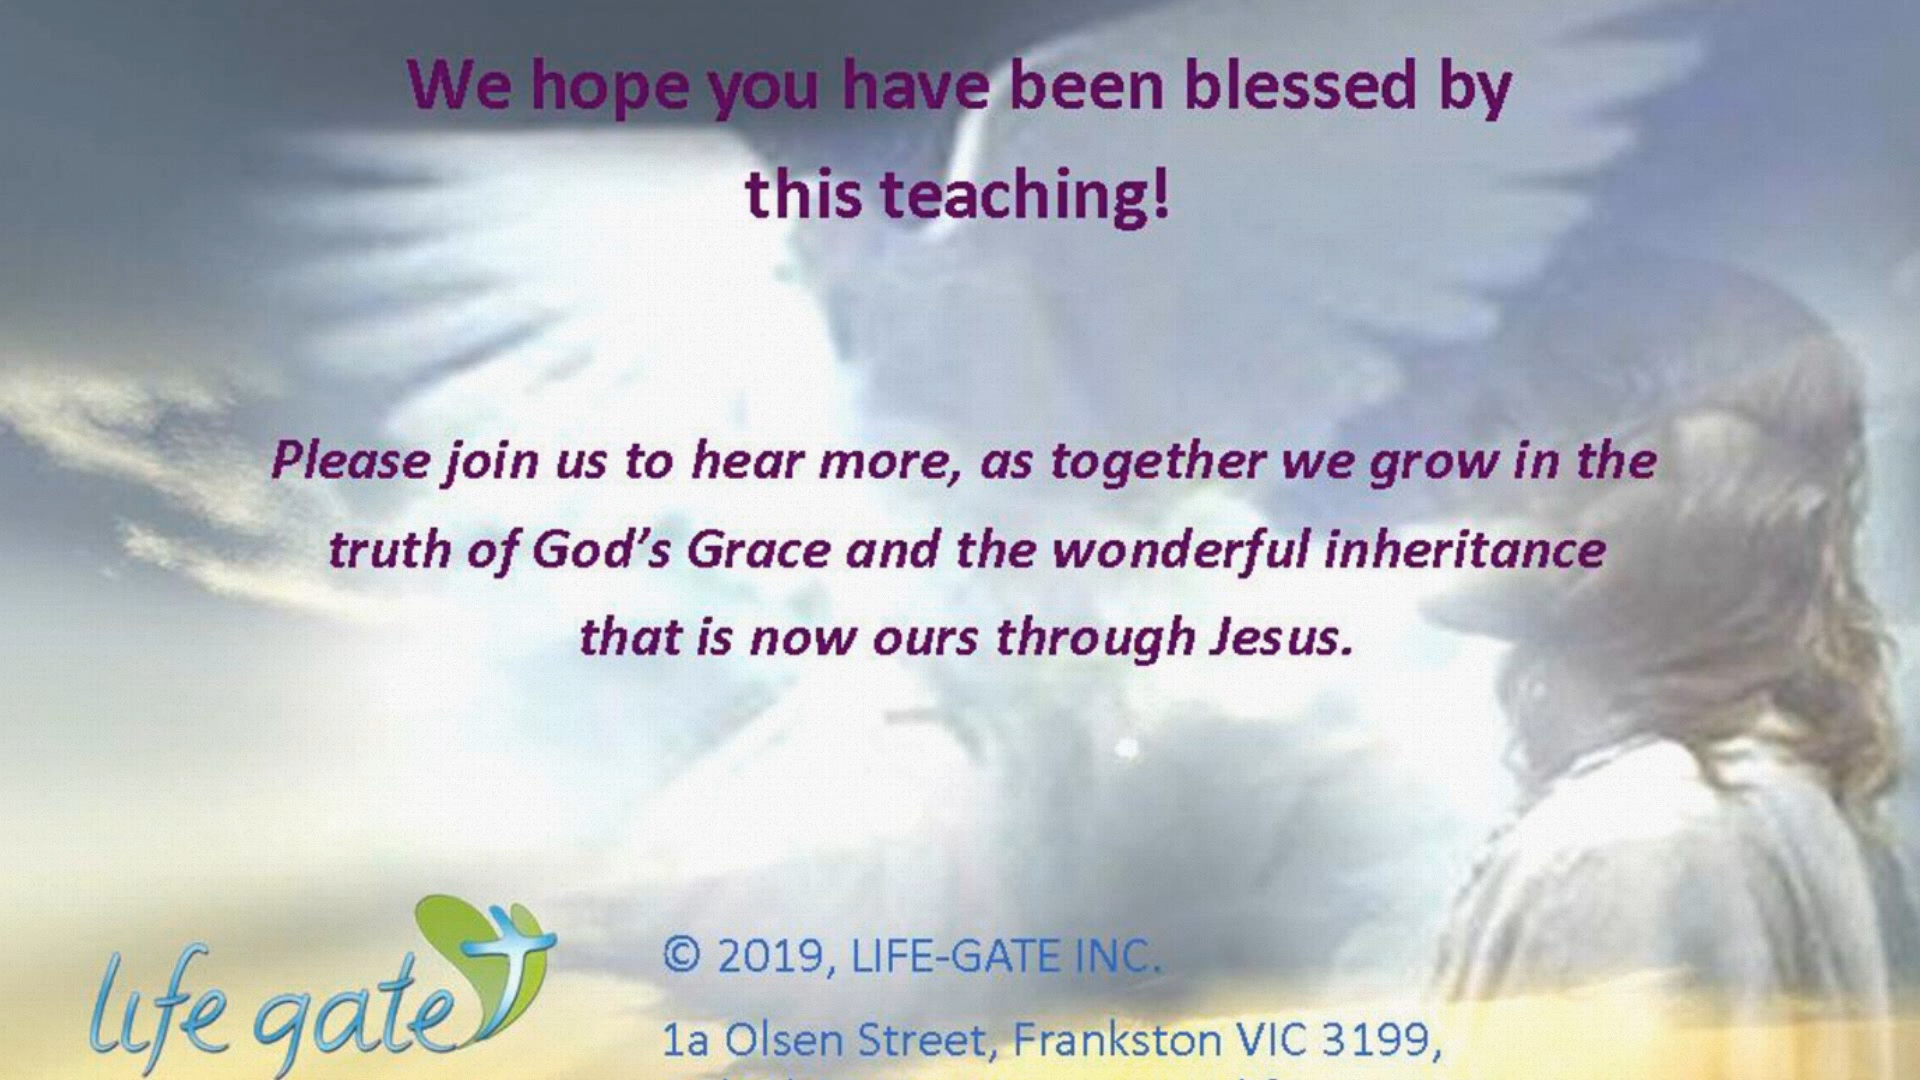 We hope you have been blessed by
this teaching!
Please join us to hear more, as together we grow in the
truth of God's Grace and the wonderful inheritance
that is now ours through Jesus.
life gate
© 2019, LIFE-GATE INC.
1a Olsen Street, Frankston VIC 3199,